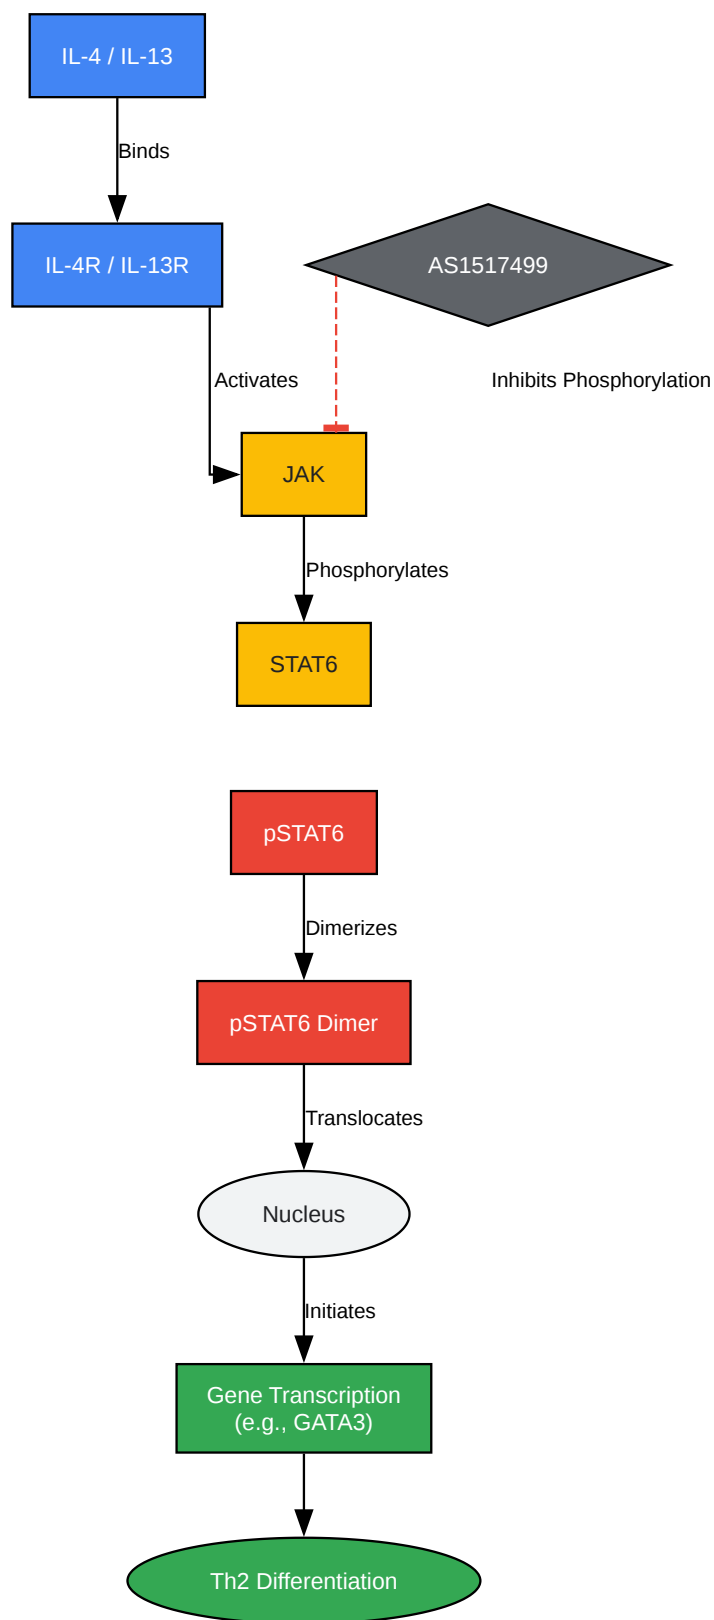 IL-4 / IL-13
Binds
IL-4R / IL-13R
AS1517499
Activates
Inhibits Phosphorylation
JAK
Phosphorylates
STAT6
pSTAT6
Dimerizes
pSTAT6 Dimer
Translocates
Nucleus
Initiates
Gene Transcription
(e.g., GATA3)
Th2 Differentiation